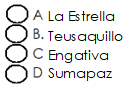 A La Estrella
B. Teusaquillo
C Engativa
D Sumapaz